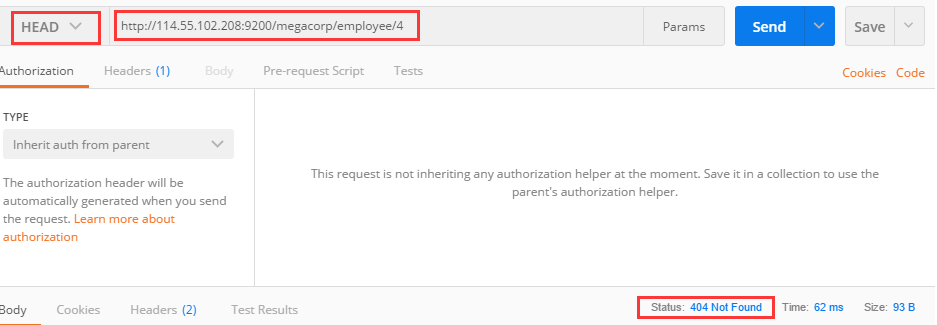 HEAD http://114.55.102.208:9200/megacorp/employee/4 Params Send Save
Authorization Headers (1) Body Pre-request Script Tests Cookies Code
TYPE
Inherit auth from parent
The authorization header will be
automatically generated when you send
the request. Learn more about
authorization
This request is not inheriting any authorization helper at the moment. Save it in a collection to use the
parent's authorization helper.
Body Cookies Headers (2) Test Results Status: 404 Not Found Time: 62 ms Size: 93 B